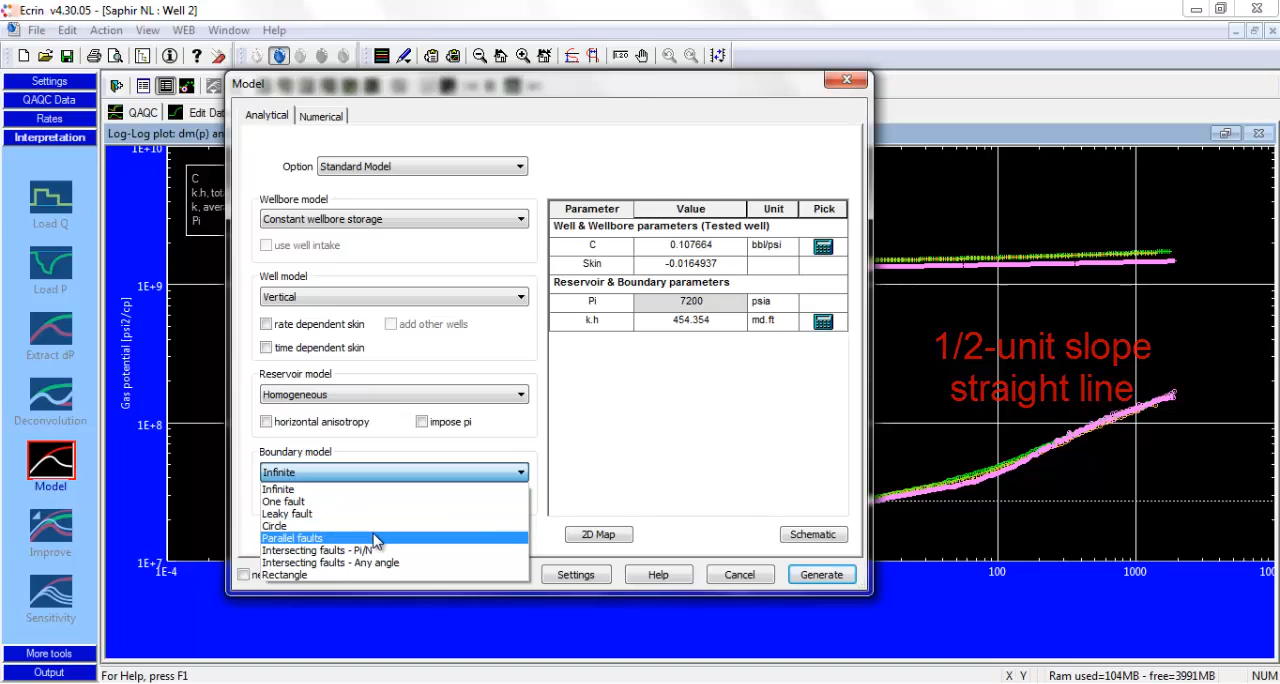 Ecrin v4.30.05 - [Saphir NL : Well 2]
File Edit Action View WEB Window Help
Settings
QAQC Data
Rates
Interpretation
Load Q
Load P
Extract dP
Deconvolution
Model
Improve
Sensitivity
More tools
Output
QAQC
Edit Dat
Log-Log plot: dm(p) an
1E+10
1E+9
1E+8
1E+7
1E-4
100
1000
Gas potential [psi2/cp]
C
k.h, tot
k, avera
Pi
1/2-unit slope
straight line
Model
Analytical Numerical
Option Standard Model
Wellbore model
Constant wellbore storage
use well intake
Well model
Vertical
rate dependent skin add other wells
time dependent skin
Reservoir model
Homogeneous
horizontal anisotropy impose pi
Boundary model
Infinite
Infinite
One fault
Leaky fault
Circle
Parallel faults
Intersecting faults - Pi/N
Intersecting faults - Any angle
Rectangle
Parameter Value Unit Pick
Well & Wellbore parameters (Tested well)
C 0.107664 bbl/psi
Skin -0.0164937
Reservoir & Boundary parameters
Pi 7200 psia
k.h 454.354 md.ft
2D Map Schematic
Settings Help Cancel Generate
For Help, press F1
X Y Ram used=104MB - free=3991MB NUM